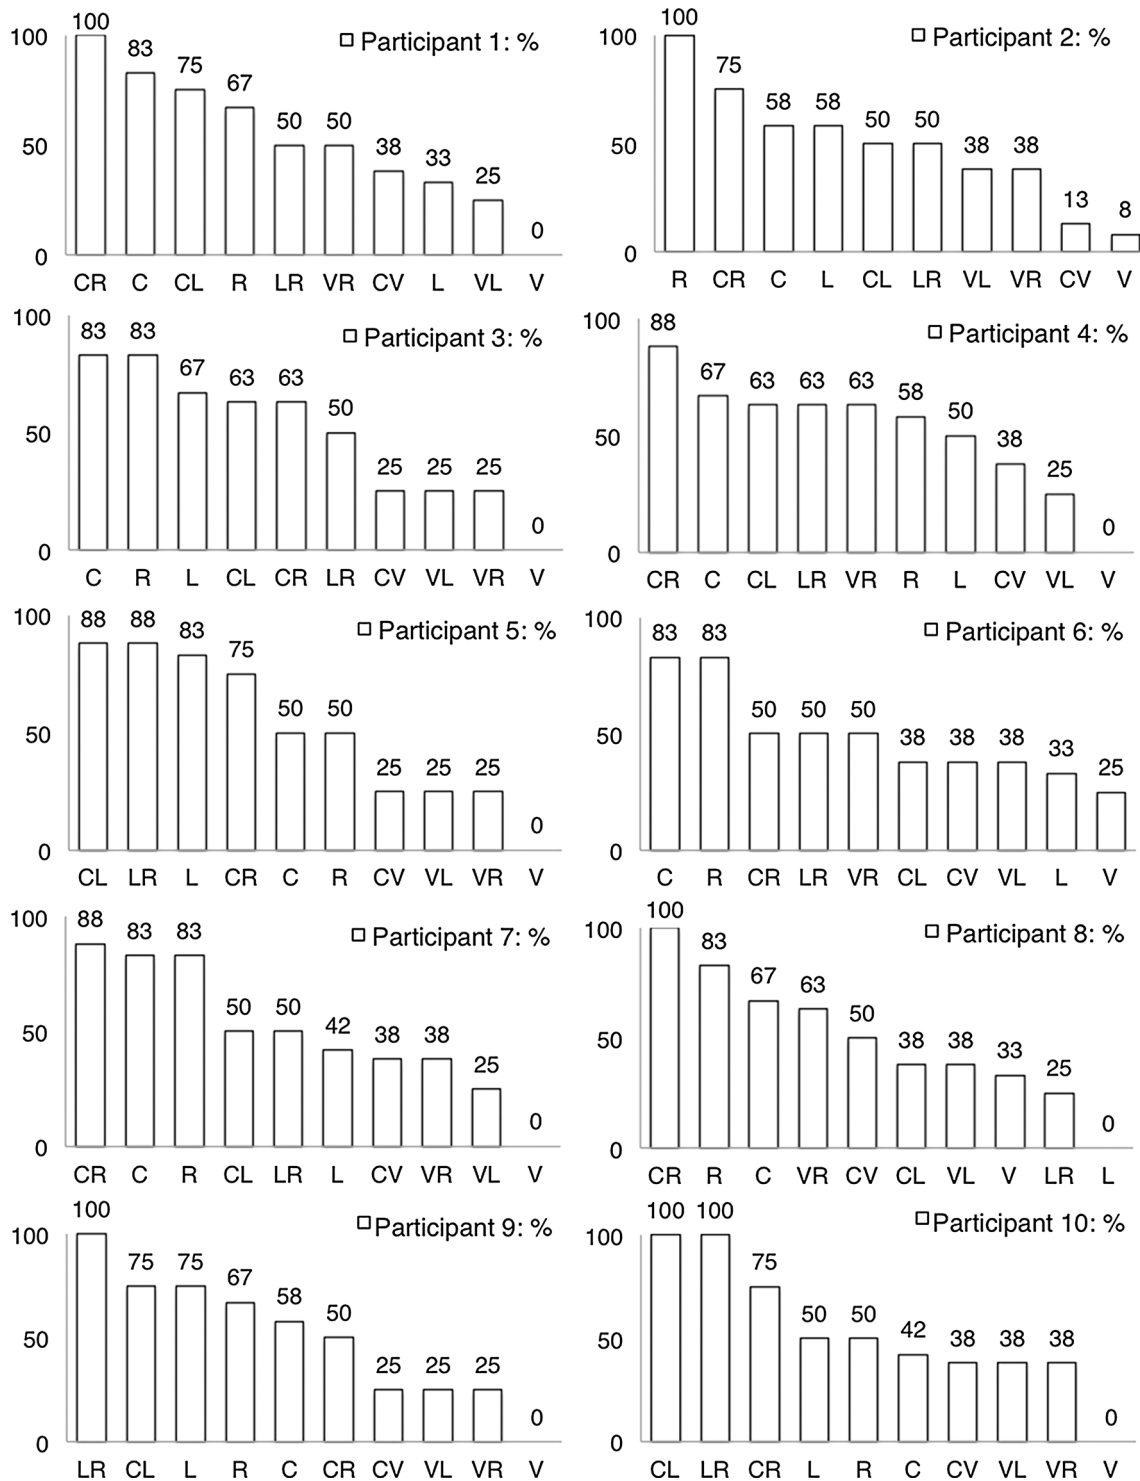 Participant 1: %
100 83 75 67 50 50 38 33 25 0
100
50
0
CR C CL R LR VR CV L VL V
Participant 2: %
100 75 58 58 50 50 38 38 13 8
100
50
0
R CR C L CL LR VL VR CV V
Participant 3: %
83 83 67 63 63 50 25 25 25 0
100
50
0
C R L CL CR LR CV VL VR V
Participant 4: %
88 67 63 63 63 58 50 38 25 0
100
50
0
CR C CL LR VR R L CV VL V
Participant 5: %
88 88 83 75 50 50 25 25 25 0
100
50
0
CL LR L CR C R CV VL VR V
Participant 6: %
83 83 50 50 50 38 38 38 33 25
100
50
0
C R CR LR VR CL CV VL L V
Participant 7: %
88 83 83 50 50 42 38 38 25 0
100
50
0
CR C R CL LR L CV VR VL V
Participant 8: %
100 83 67 63 50 38 38 33 25 0
100
50
0
CR R C VR CV CL VL V LR L
Participant 9: %
100 75 75 67 58 50 25 25 25 0
100
50
0
LR CL L R C CR CV VL VR V
Participant 10: %
100 100 75 50 50 42 38 38 38 0
100
50
0
CL LR CR L R C CV VL VR V